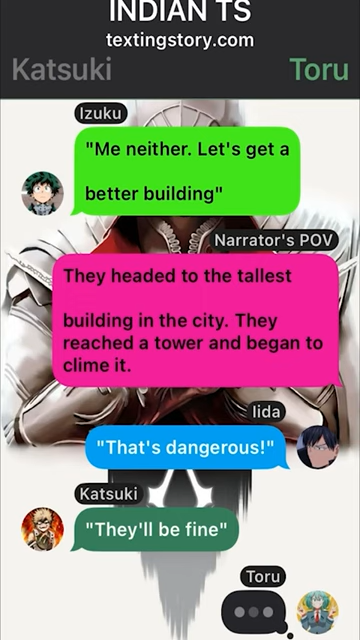 INDIAN TS
textingstory.com
Katsuki
Toru
Izuku
"Me neither. Let's get a
better building"
Narrator's POV
They headed to the tallest
building in the city. They
reached a tower and began to
clime it.
Iida
"That's dangerous!"
Katsuki
"They'll be fine"
Toru